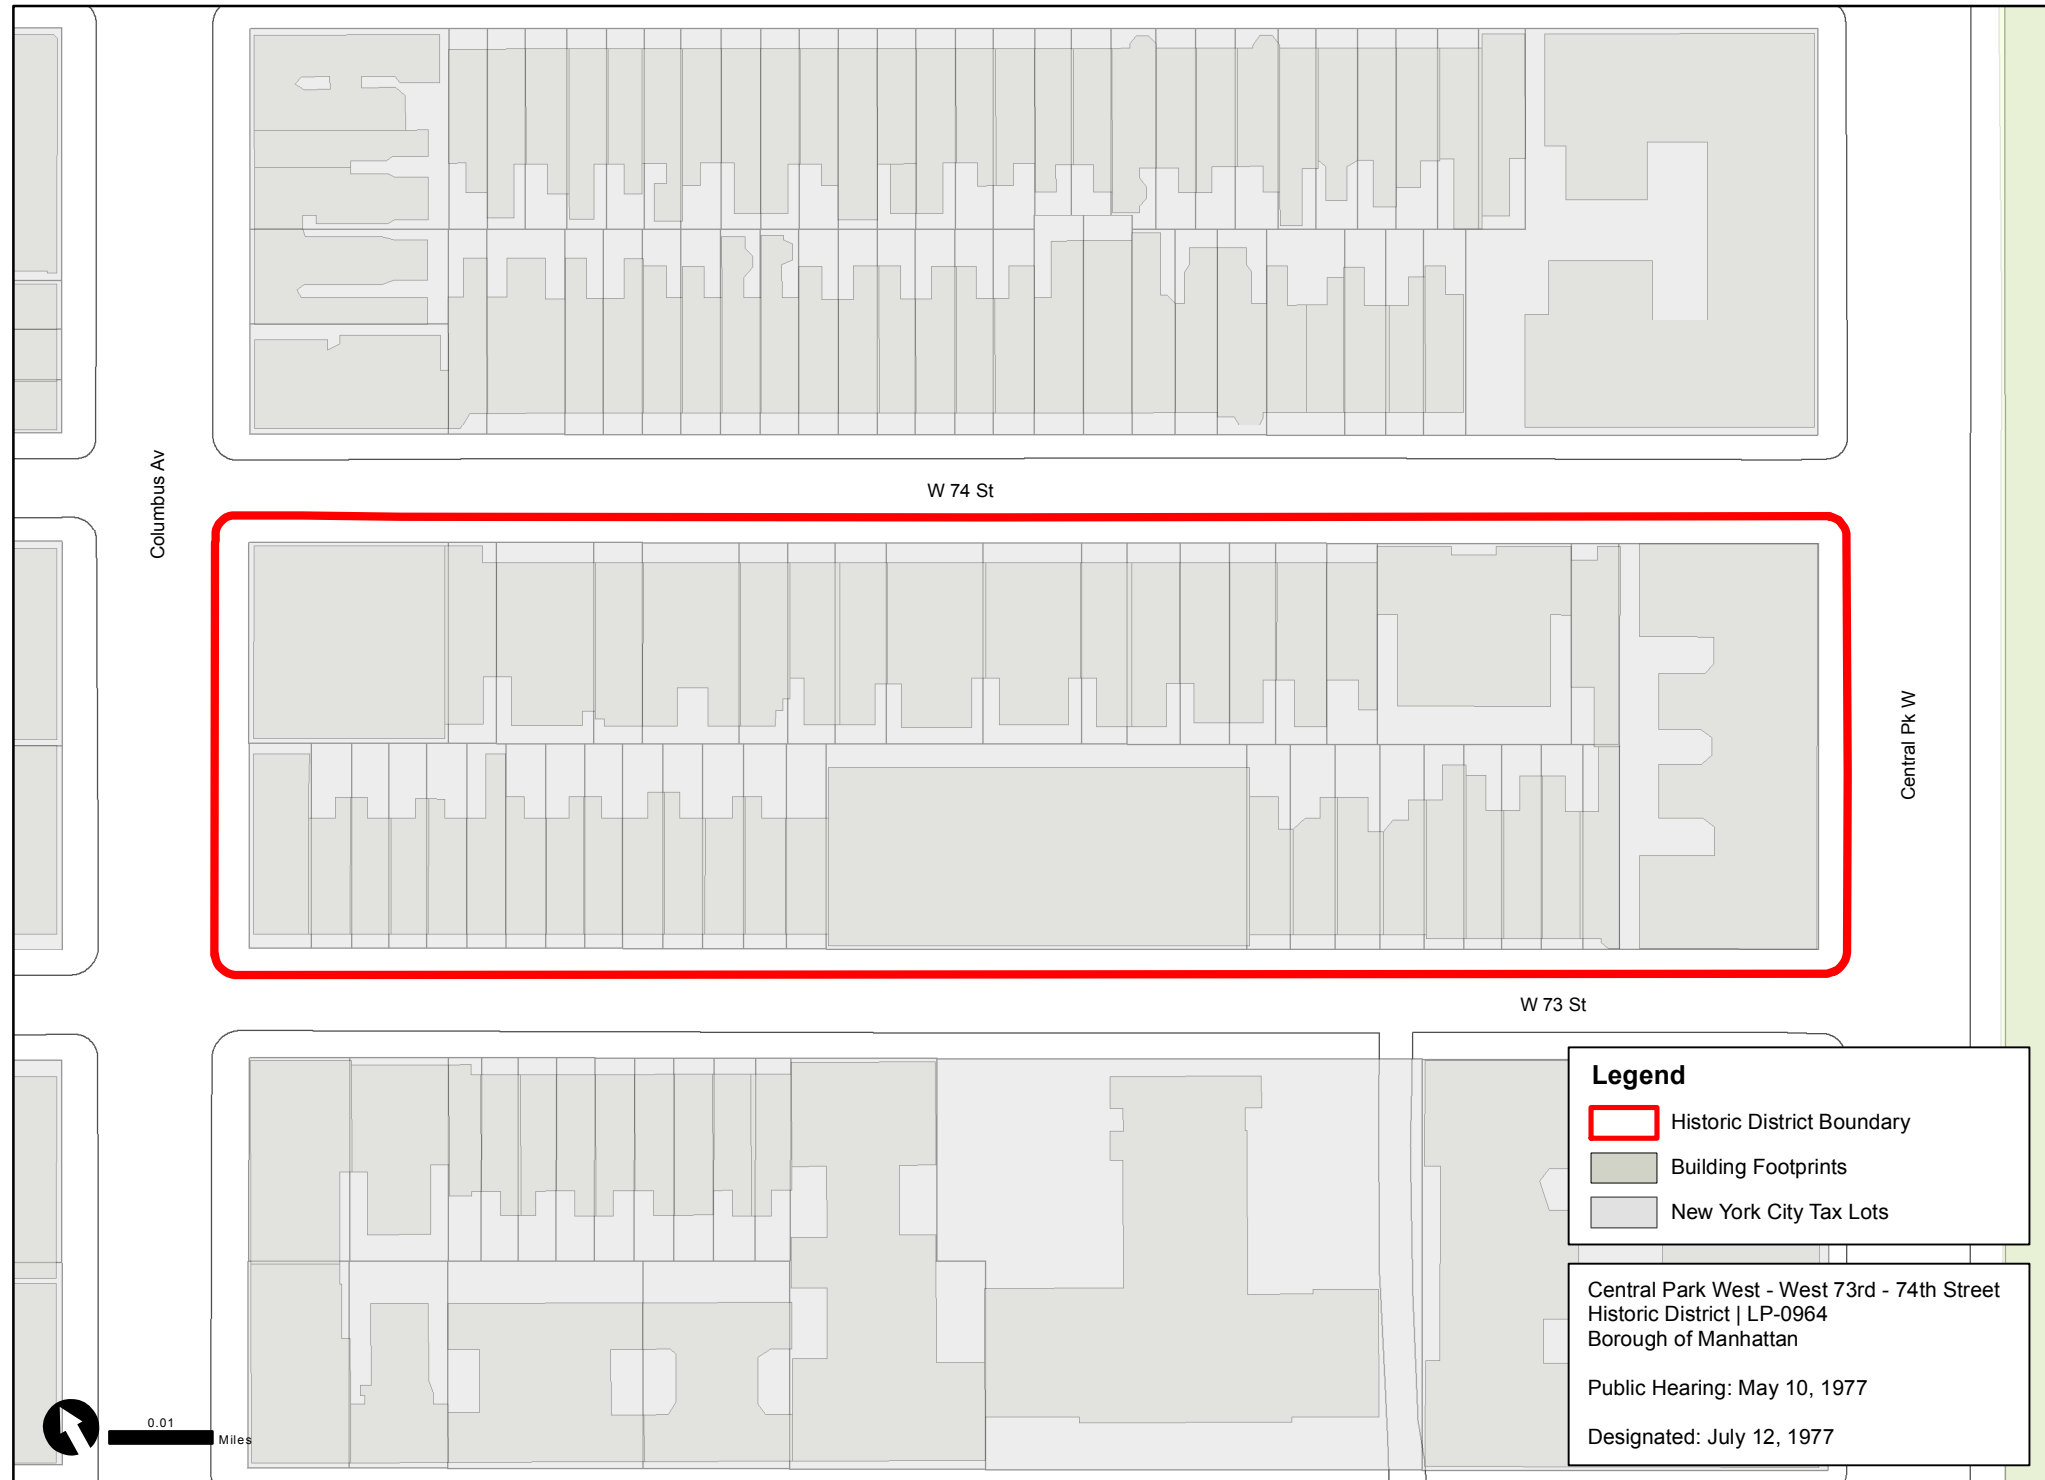 Columbus Av
W 74 St
Central Pk W
W 73 St
Legend
Historic District Boundary
Building Footprints
New York City Tax Lots
Central Park West - West 73rd - 74th Street
Historic District | LP-0964
Borough of Manhattan
Public Hearing: May 10, 1977
Designated: July 12, 1977
0.01
Miles